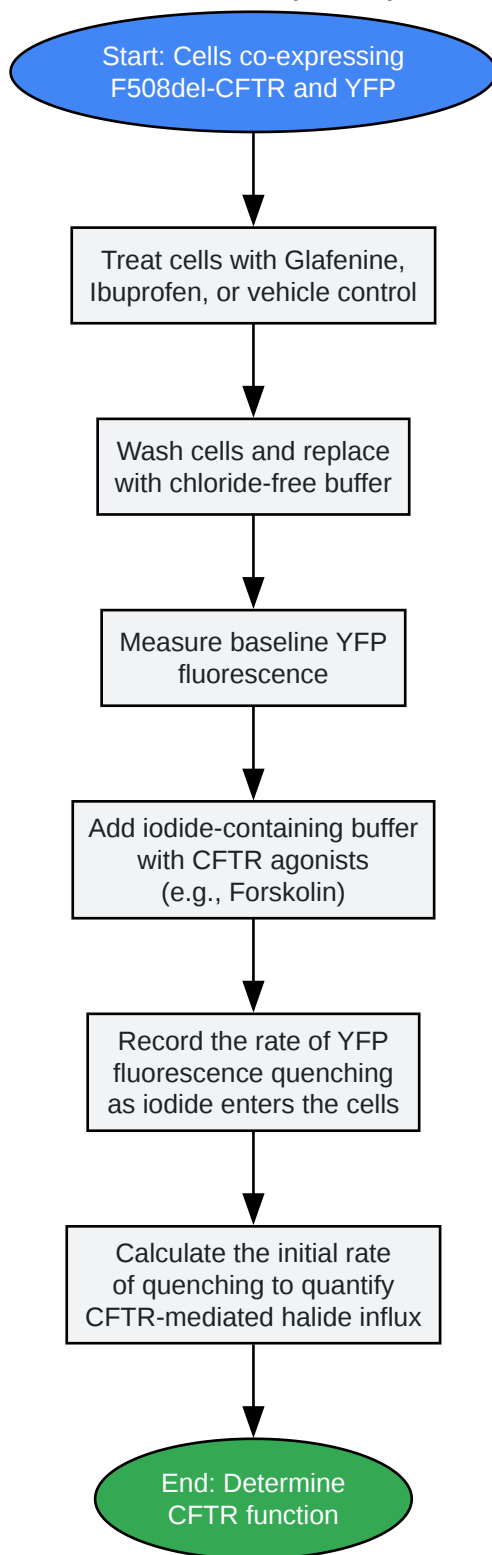 Start: Cells co-expressing
F508del-CFTR and YFP
Treat cells with Glafenine,
Ibuprofen, or vehicle control
Wash cells and replace
with chloride-free buffer
Measure baseline YFP
fluorescence
Add iodide-containing buffer
with CFTR agonists
(e.g., Forskolin)
Record the rate of YFP
fluorescence quenching
as iodide enters the cells
Calculate the initial rate
of quenching to quantify
CFTR-mediated halide influx
End: Determine
CFTR function